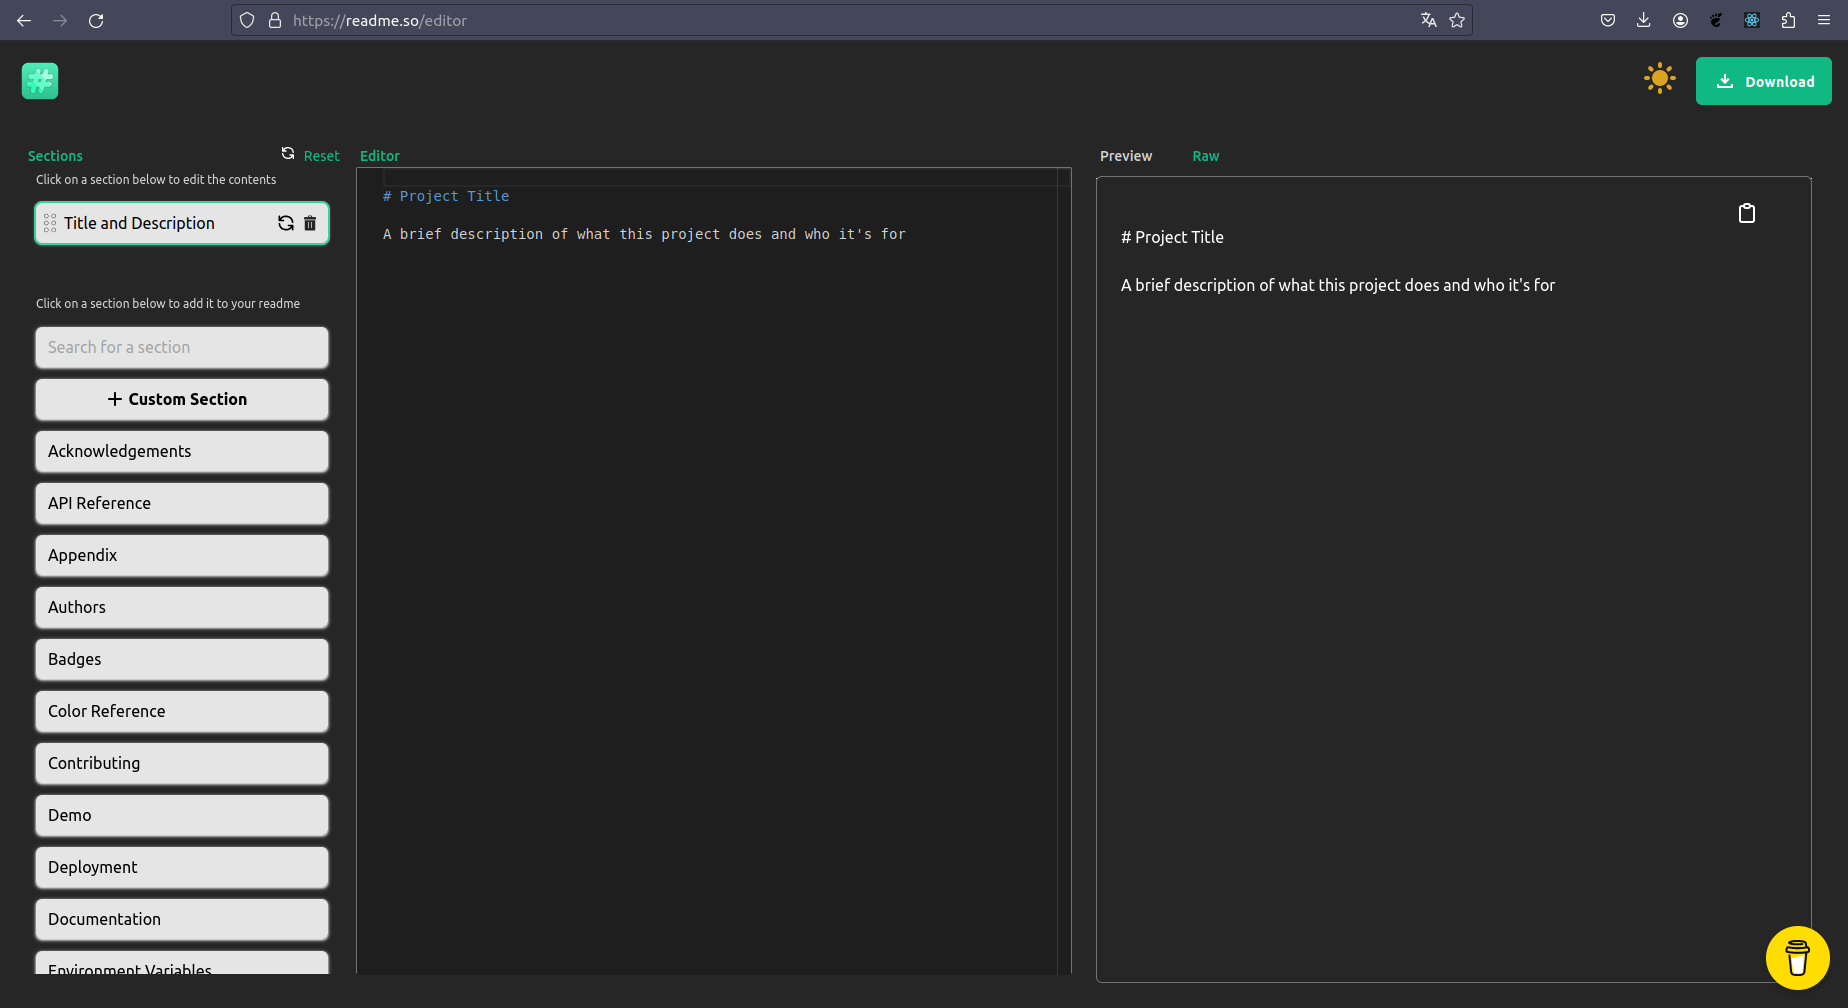 https://readme.so/editor
Download
Sections
Reset
Click on a section below to edit the contents
Title and Description
Click on a section below to add it to your readme
Search for a section
+ Custom Section
Acknowledgements
API Reference
Appendix
Authors
Badges
Color Reference
Contributing
Demo
Deployment
Documentation
Environment Variables
Editor
# Project Title
A brief description of what this project does and who it's for
Preview
Raw
# Project Title
A brief description of what this project does and who it's for